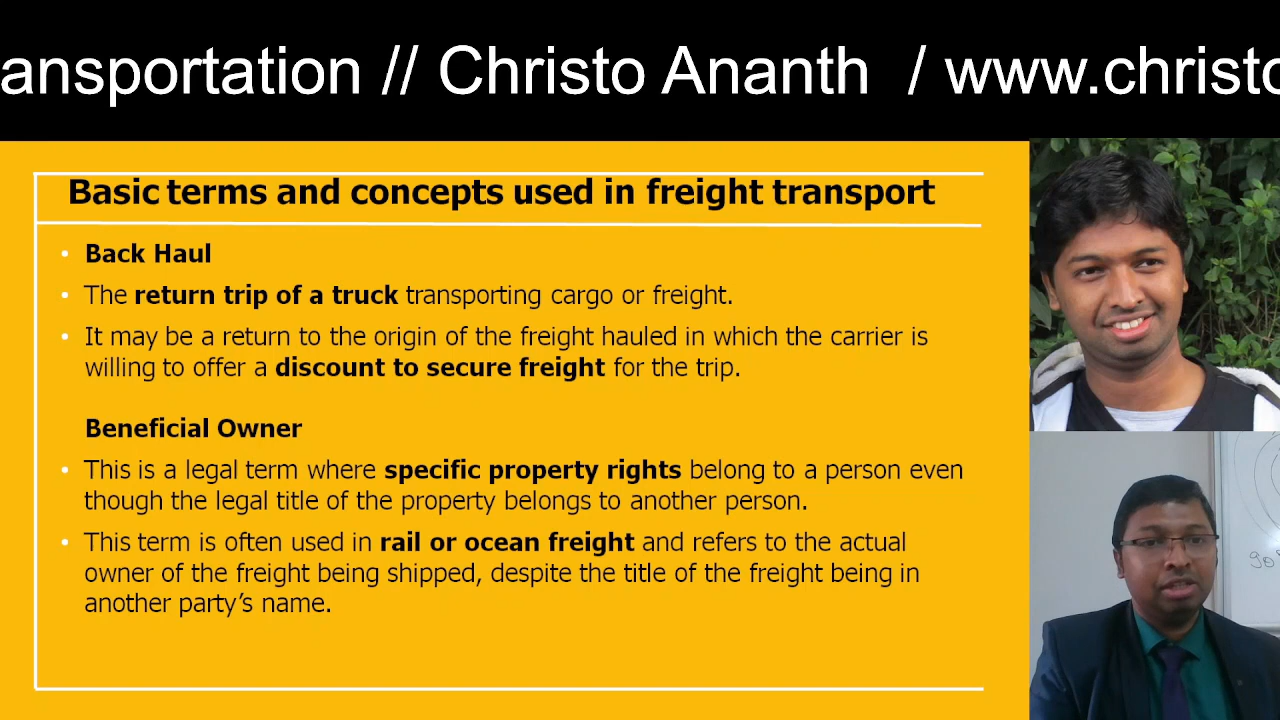 ansportation // Christo Ananth / www.christo
Basic terms and concepts used in freight transport
• Back Haul
• The return trip of a truck transporting cargo or freight.
• It may be a return to the origin of the freight hauled in which the carrier is
willing to offer a discount to secure freight for the trip.
Beneficial Owner
• This is a legal term where specific property rights belong to a person even
though the legal title of the property belongs to another person.
• This term is often used in rail or ocean freight and refers to the actual
owner of the freight being shipped, despite the title of the freight being in
another party’s name.